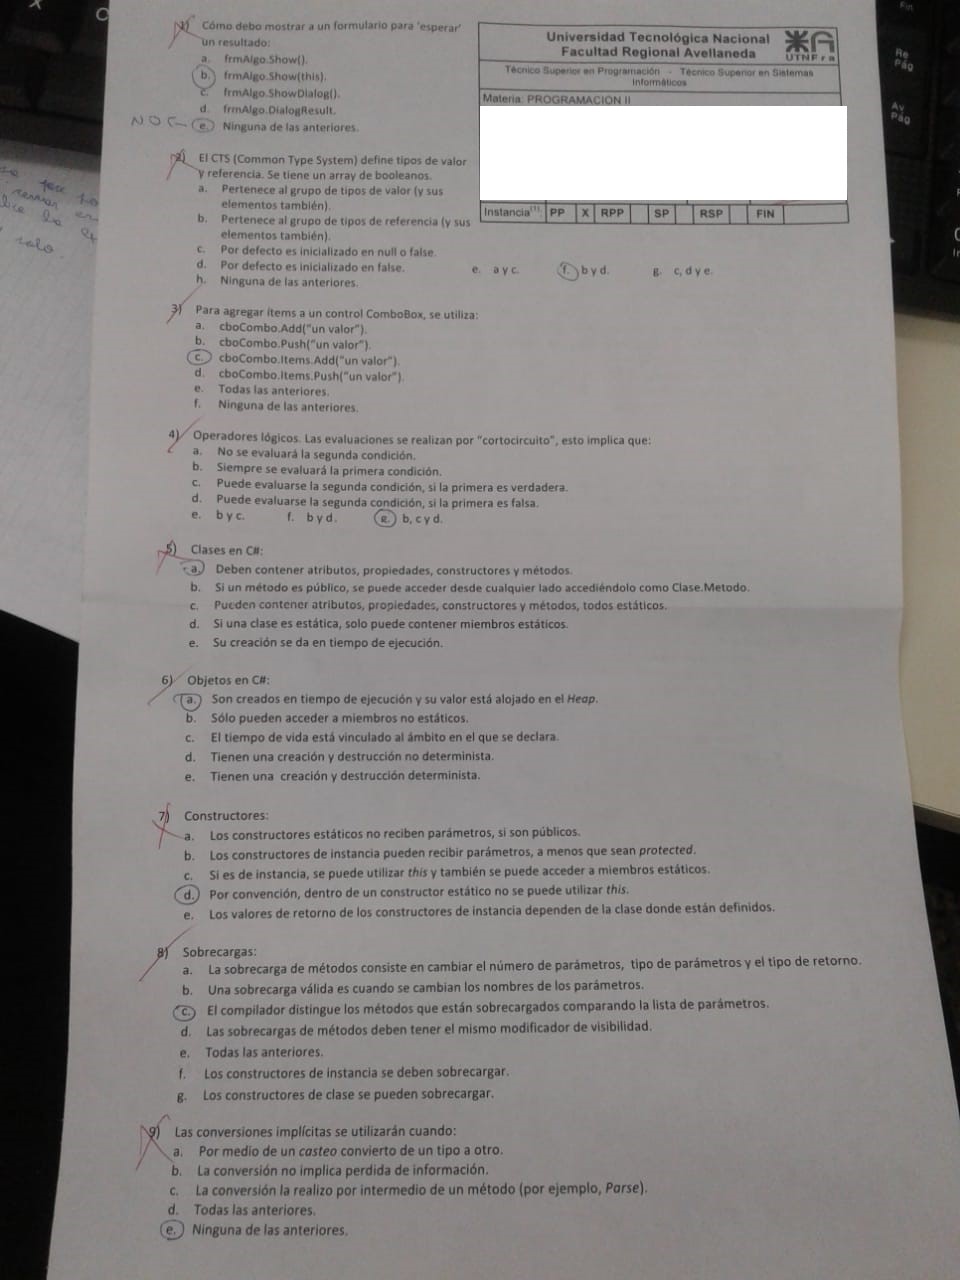 1) Cómo debo mostrar a un formulario para 'esperar'
un resultado:
a. frmAlgo.Show().
b. frmAlgo.Show(this).
c. frmAlgo.ShowDialog().
d. frmAlgo.DialogResult.
e. Ninguna de las anteriores.
Universidad Tecnológica Nacional
Facultad Regional Avellaneda
UTNFra
Técnico Superior en Programación - Técnico Superior en Sistemas
Informáticos
Materia: PROGRAMACION II
Instancia(1): PP X RPP SP RSP FIN
2) El CTS (Common Type System) define tipos de valor
y referencia. Se tiene un array de booleanos.
a. Pertenece al grupo de tipos de valor (y sus
elementos también).
b. Pertenece al grupo de tipos de referencia (y sus
elementos también).
c. Por defecto es inicializado en null o false.
d. Por defecto es inicializado en false. e. a y c. f. b y d. g. c, d y e.
h. Ninguna de las anteriores.
3) Para agregar ítems a un control ComboBox, se utiliza:
a. cboCombo.Add("un valor").
b. cboCombo.Push("un valor").
c. cboCombo.Items.Add("un valor").
d. cboCombo.Items.Push("un valor").
e. Todas las anteriores.
f. Ninguna de las anteriores.
4) Operadores lógicos. Las evaluaciones se realizan por "cortocircuito", esto implica que:
a. No se evaluará la segunda condición.
b. Siempre se evaluará la primera condición.
c. Puede evaluarse la segunda condición, si la primera es verdadera.
d. Puede evaluarse la segunda condición, si la primera es falsa.
e. b y c. f. b y d. g. b, c y d.
5) Clases en C#:
a. Deben contener atributos, propiedades, constructores y métodos.
b. Si un método es público, se puede acceder desde cualquier lado accediéndolo como Clase.Metodo.
c. Pueden contener atributos, propiedades, constructores y métodos, todos estáticos.
d. Si una clase es estática, solo puede contener miembros estáticos.
e. Su creación se da en tiempo de ejecución.
6) Objetos en C#:
a. Son creados en tiempo de ejecución y su valor está alojado en el Heap.
b. Sólo pueden acceder a miembros no estáticos.
c. El tiempo de vida está vinculado al ámbito en el que se declara.
d. Tienen una creación y destrucción no determinista.
e. Tienen una creación y destrucción determinista.
7) Constructores:
a. Los constructores estáticos no reciben parámetros, si son públicos.
b. Los constructores de instancia pueden recibir parámetros, a menos que sean protected.
c. Si es de instancia, se puede utilizar this y también se puede acceder a miembros estáticos.
d. Por convención, dentro de un constructor estático no se puede utilizar this.
e. Los valores de retorno de los constructores de instancia dependen de la clase donde están definidos.
8) Sobrecargas:
a. La sobrecarga de métodos consiste en cambiar el número de parámetros, tipo de parámetros y el tipo de retorno.
b. Una sobrecarga válida es cuando se cambian los nombres de los parámetros.
c. El compilador distingue los métodos que están sobrecargados comparando la lista de parámetros.
d. Las sobrecargas de métodos deben tener el mismo modificador de visibilidad.
e. Todas las anteriores.
f. Los constructores de instancia se deben sobrecargar.
g. Los constructores de clase se pueden sobrecargar.
9) Las conversiones implícitas se utilizarán cuando:
a. Por medio de un casteo convierto de un tipo a otro.
b. La conversión no implica perdida de información.
c. La conversión la realizo por intermedio de un método (por ejemplo, Parse).
d. Todas las anteriores.
e. Ninguna de las anteriores.
Re
Pág
Av
Pág